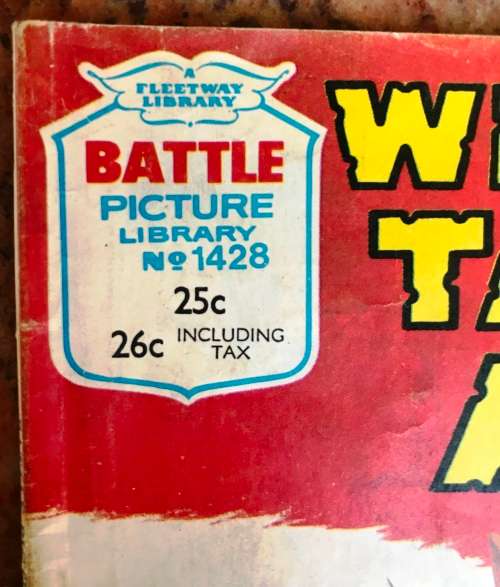 A
FLEETWAY
LIBRARY
BATTLE
PICTURE
LIBRARY
Nº 1428
25c
26c INCLUDING
TAX
W
T